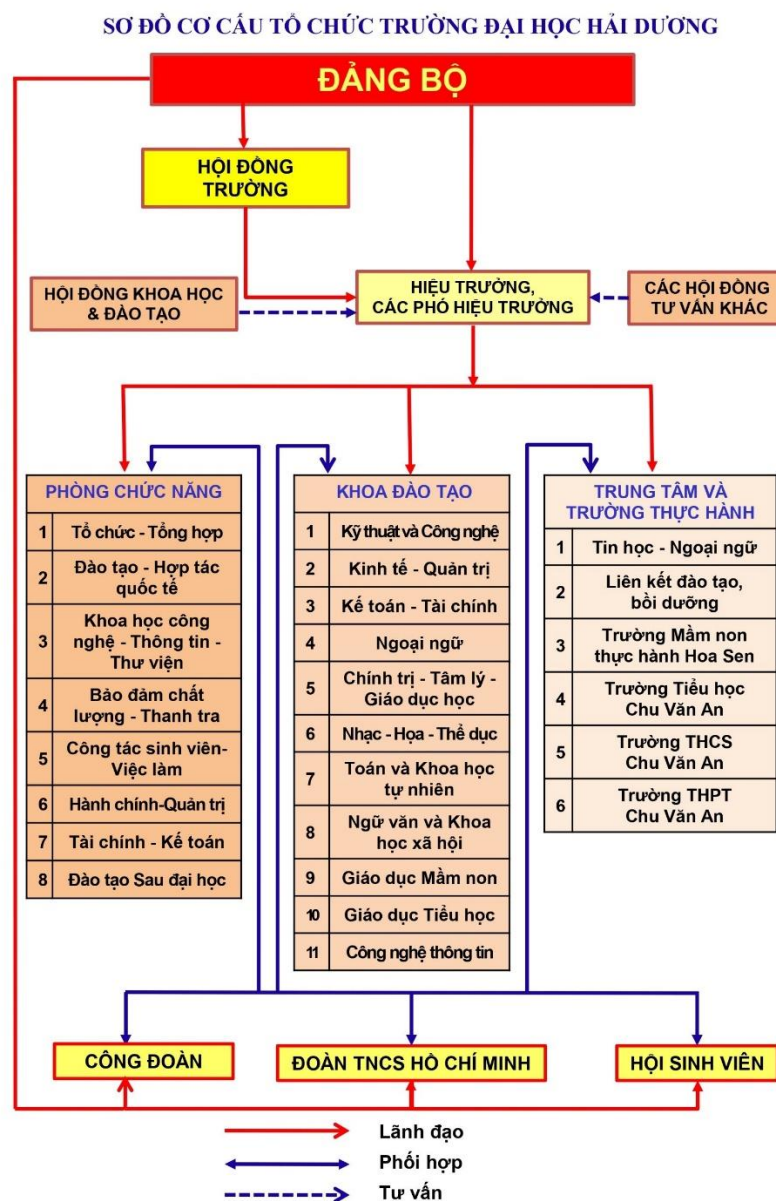 SƠ ĐỒ CƠ CẤU TỔ CHỨC TRƯỜNG ĐẠI HỌC HẢI DƯƠNG
ĐẢNG BỘ
HỘI ĐỒNG
TRƯỜNG
HỘI ĐỒNG KHOA HỌC
& ĐÀO TẠO
HIỆU TRƯỞNG,
CÁC PHÓ HIỆU TRƯỞNG
CÁC HỘI ĐỒNG
TƯ VẤN KHÁC
PHÒNG CHỨC NĂNG
1 Tổ chức - Tổng hợp
2 Đào tạo - Hợp tác
quốc tế
3 Khoa học công
nghệ - Thông tin -
Thư viện
4 Bảo đảm chất
lượng - Thanh tra
5 Công tác sinh viên-
Việc làm
6 Hành chính-Quản trị
7 Tài chính - Kế toán
8 Đào tạo Sau đại học
KHOA ĐÀO TẠO
1 Kỹ thuật và Công nghệ
2 Kinh tế - Quản trị
3 Kế toán - Tài chính
4 Ngoại ngữ
5 Chính trị - Tâm lý -
Giáo dục học
6 Nhạc - Họa - Thể dục
7 Toán và Khoa học
tự nhiên
8 Ngữ văn và Khoa
học xã hội
9 Giáo dục Mầm non
10 Giáo dục Tiểu học
11 Công nghệ thông tin
TRUNG TÂM VÀ
TRƯỜNG THỰC HÀNH
1 Tin học - Ngoại ngữ
2 Liên kết đào tạo,
bồi dưỡng
3 Trường Mầm non
thực hành Hoa Sen
4 Trường Tiểu học
Chu Văn An
5 Trường THCS
Chu Văn An
6 Trường THPT
Chu Văn An
CÔNG ĐOÀN
ĐOÀN TNCS HỒ CHÍ MINH
HỘI SINH VIÊN
Lãnh đạo
Phối hợp
Tư vấn